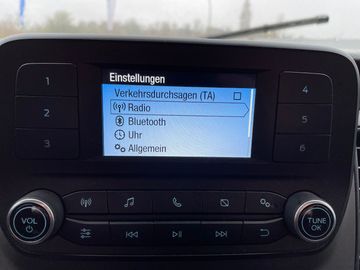 Einstellungen
Verkehrsdurchsagen (TA)
Radio
Bluetooth
Uhr
Allgemein
1
2
3
4
5
6
VOL
TUNE
OK